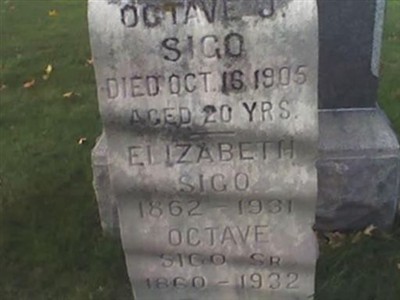 OCTAVE J.
SIGO
DIED OCT. 16 1905
AGED 20 YRS.
ELIZABETH
SIGO
1862 - 1931
OCTAVE
SIGO SR
1860 - 1932